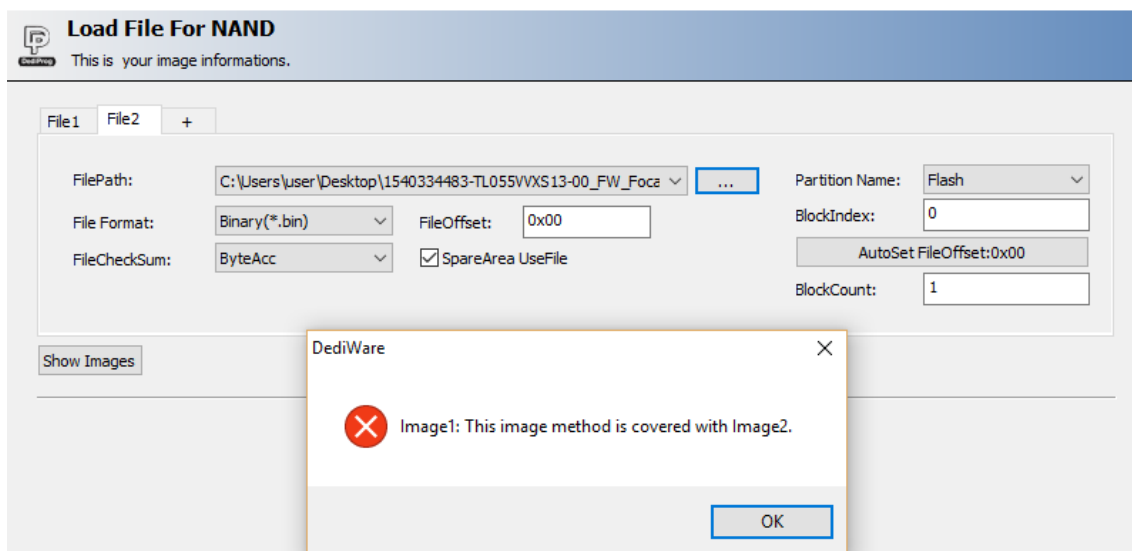 Load File For NAND
DediProg
This is your image informations.
File1 File2 +
FilePath: C:\Users\user\Desktop\1540334483-TL055VVXS13-00_FW_Foca ... Partition Name: Flash
File Format: Binary(*.bin) FileOffset: 0x00 BlockIndex: 0
FileCheckSum: ByteAcc SpareArea UseFile AutoSet FileOffset:0x00
BlockCount: 1
Show Images
DediWare
Image1: This image method is covered with Image2.
OK